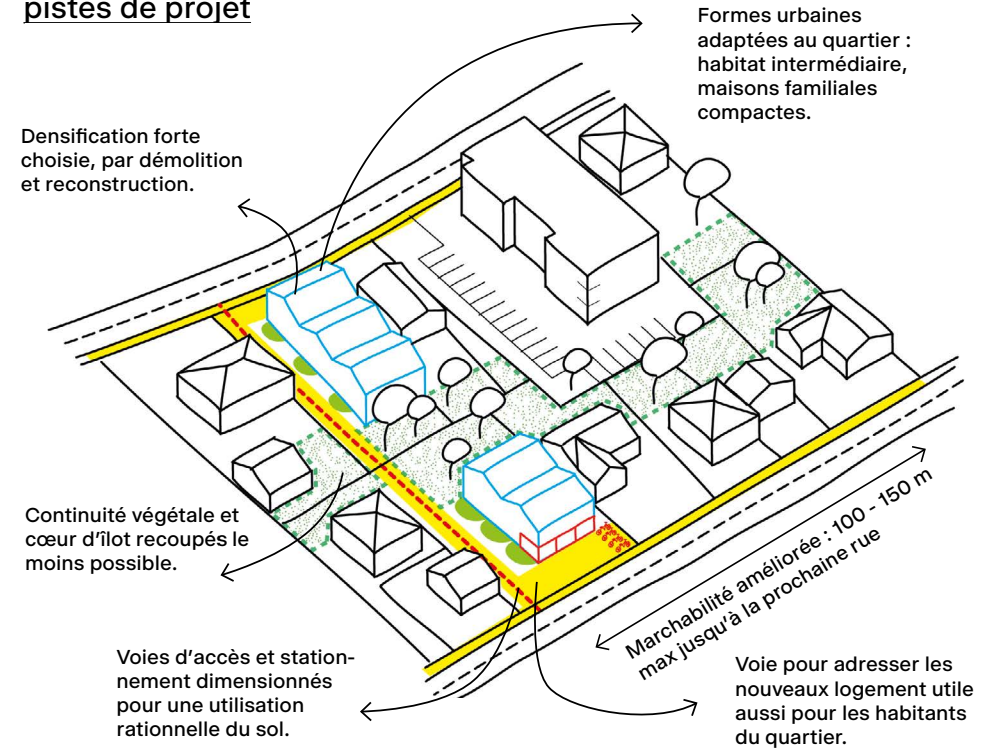 pistes de projet
Formes urbaines
adaptées au quartier :
habitat intermédiaire,
maisons familiales
compactes.
Densification forte
choisie, par démolition
et reconstruction.
Continuité végétale et
cœur d'îlot recoupés le
moins possible.
Marchabilité améliorée : 100 - 150 m
max jusqu'à la prochaine rue
Voies d'accès et station-
nement dimensionnés
pour une utilisation
rationnelle du sol.
Voie pour adresser les
nouveaux logement utile
aussi pour les habitants
du quartier.